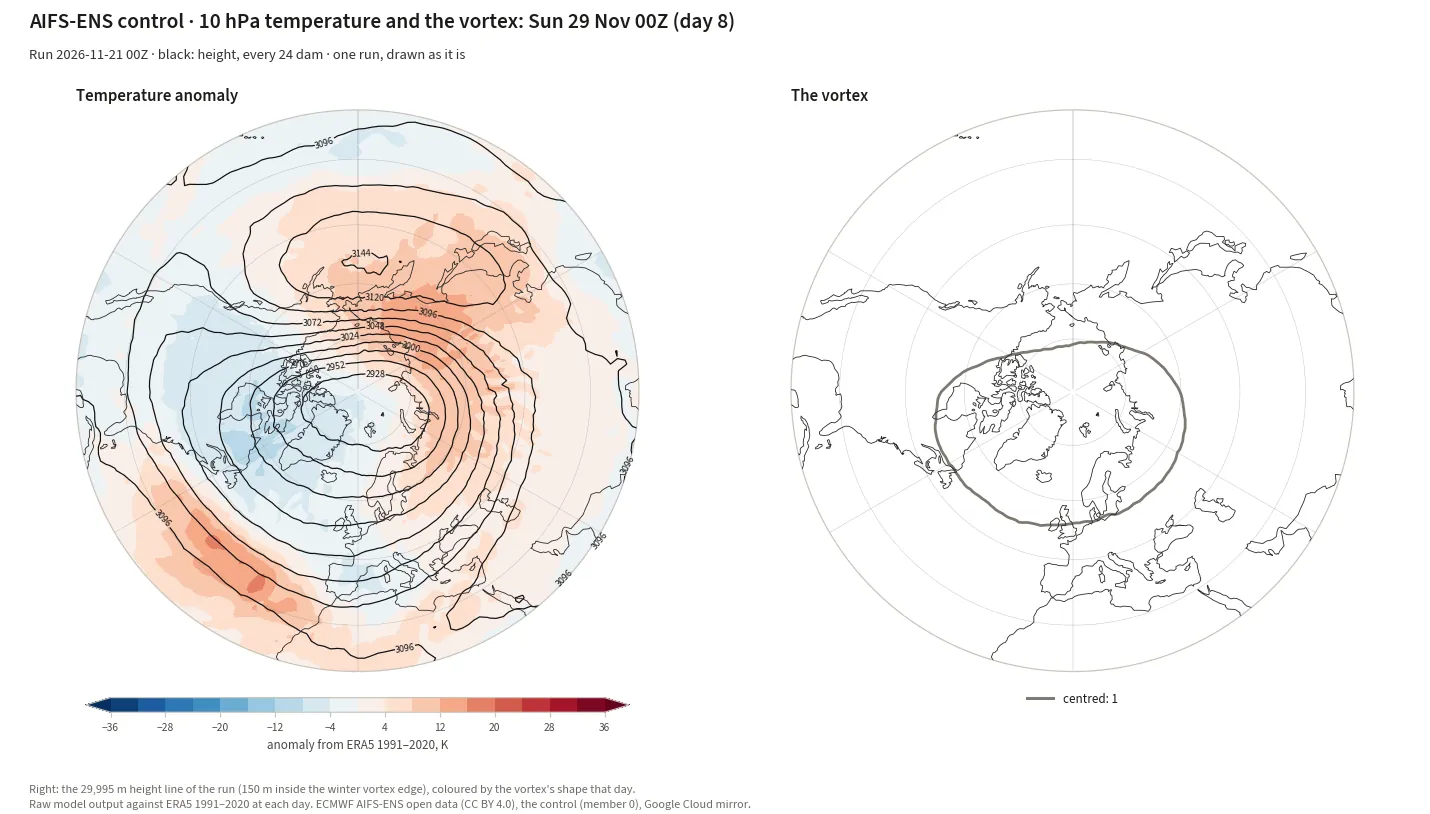 AIFS-ENS control · 10 hPa temperature and the vortex: Sun 29 Nov 00Z (day 8)
Run 2026-11-21 00Z · black: height, every 24 dam · one run, drawn as it is
Temperature anomaly
The vortex
3096
3144
3120
3096
3072
3048
3024
3000
2952
2928
3096
3096
3096
3096
3096
−36 −28 −20 −12 −4 4 12 20 28 36
anomaly from ERA5 1991–2020, K
centred: 1
Right: the 29,995 m height line of the run (150 m inside the winter vortex edge), coloured by the vortex's shape that day.
Raw model output against ERA5 1991–2020 at each day. ECMWF AIFS-ENS open data (CC BY 4.0), the control (member 0), Google Cloud mirror.